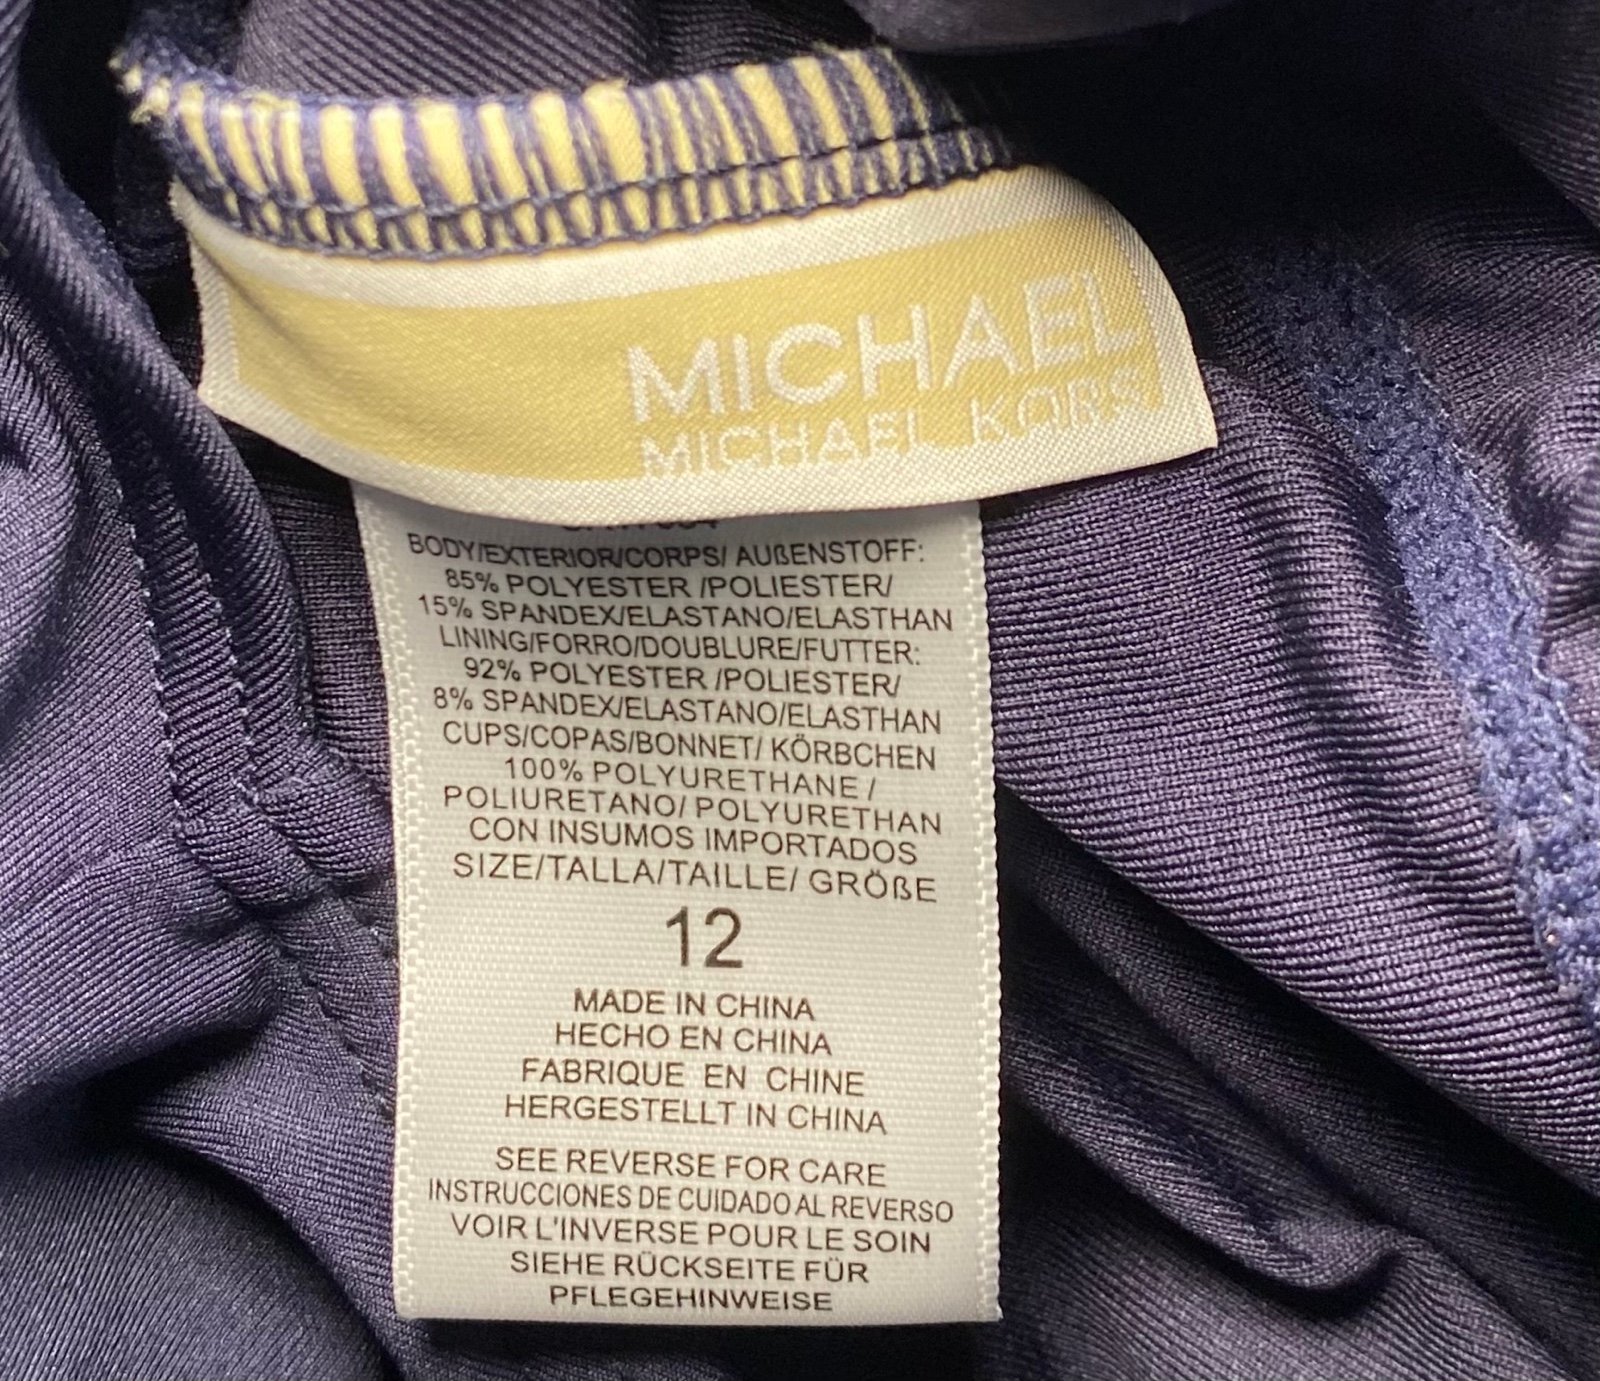 MICHAEL
MICHAEL KORS
BODY/EXTERIOR/CORPS/ AUßENSTOFF:
85% POLYESTER /POLIESTER/
15% SPANDEX/ELASTANO/ELASTHAN
LINING/FORRO/DOUBLURE/FUTTER:
92% POLYESTER /POLIESTER/
8% SPANDEX/ELASTANO/ELASTHAN
CUPS/COPAS/BONNET/ KÖRBCHEN
100% POLYURETHANE /
POLIURETANO/ POLYURETHAN
CON INSUMOS IMPORTADOS
SIZE/TALLA/TAILLE/ GRÖßE
12
MADE IN CHINA
HECHO EN CHINA
FABRIQUE EN CHINE
HERGESTELLT IN CHINA
SEE REVERSE FOR CARE
INSTRUCCIONES DE CUIDADO AL REVERSO
VOIR L'INVERSE POUR LE SOIN
SIEHE RÜCKSEITE FÜR
PFLEGEHINWEISE